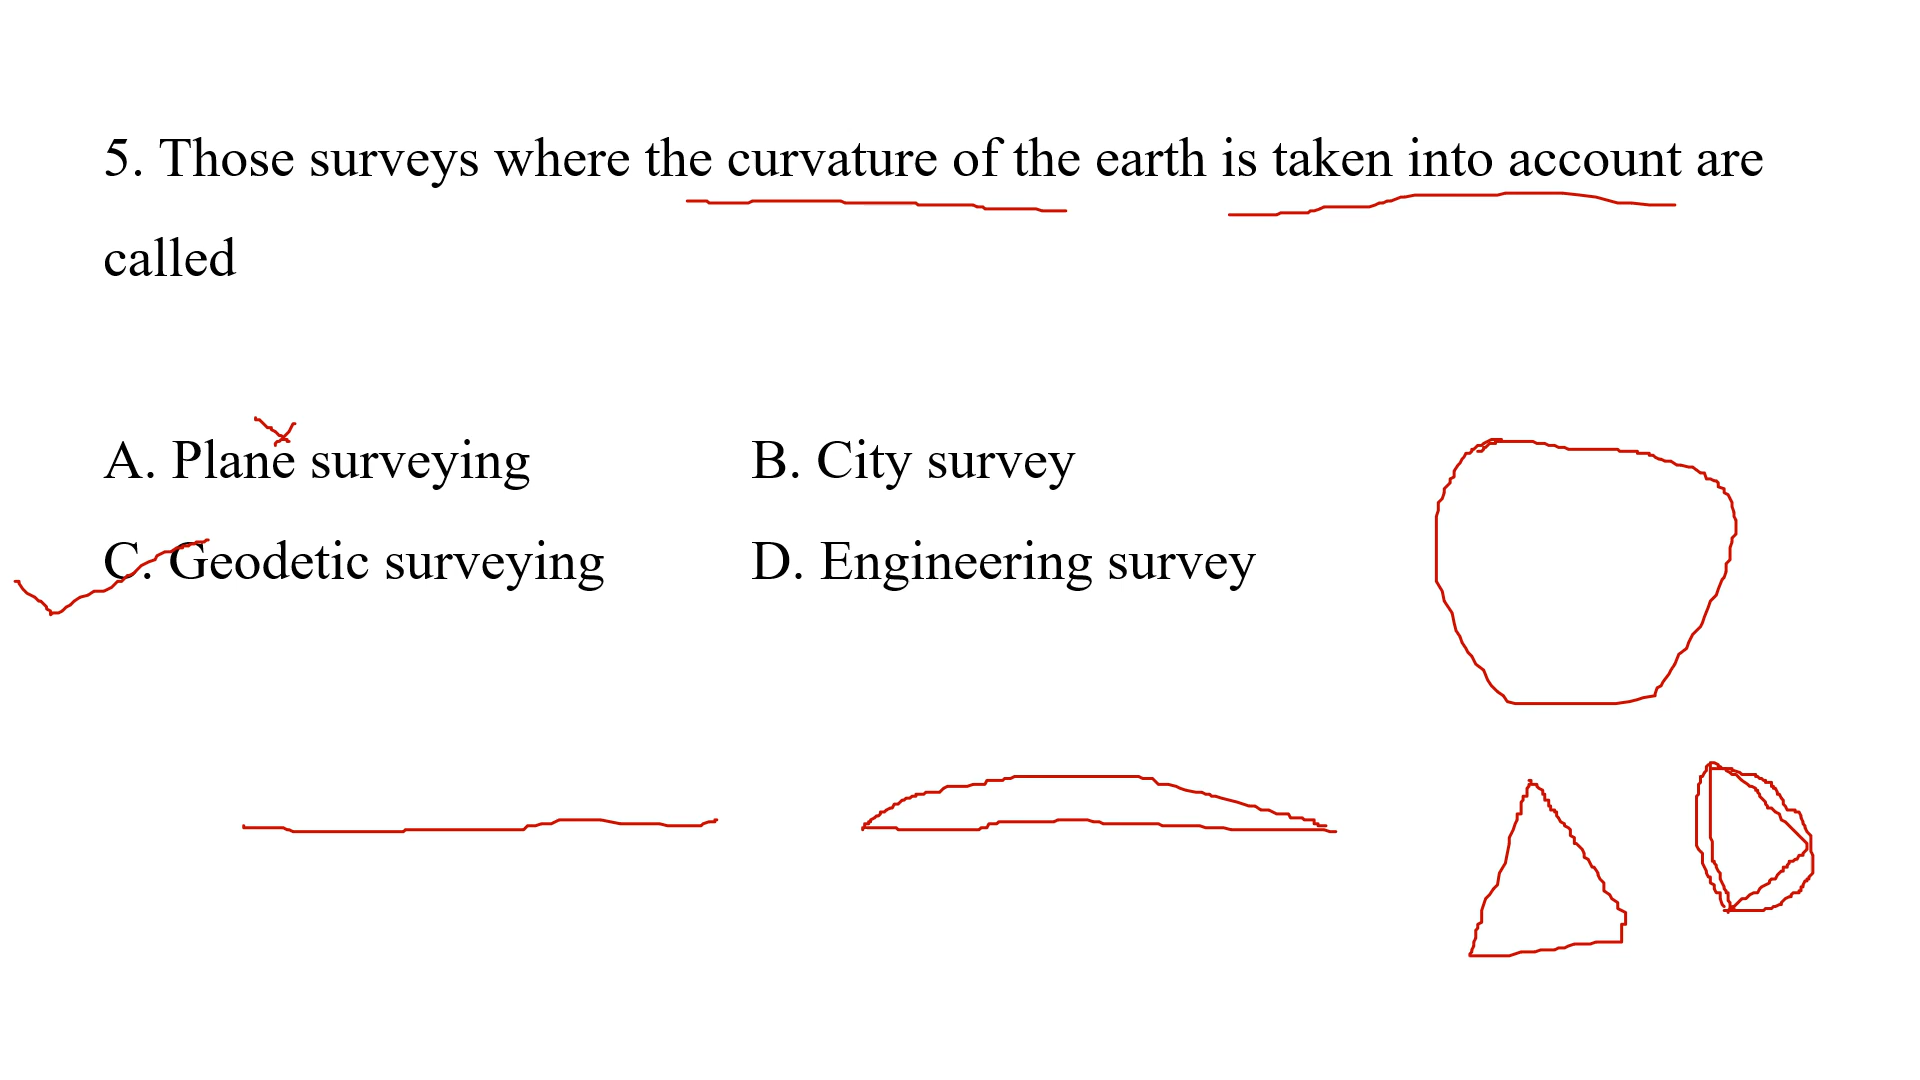 5. Those surveys where the curvature of the earth is taken into account are
called
A. Plane surveying B. City survey
C. Geodetic surveying D. Engineering survey